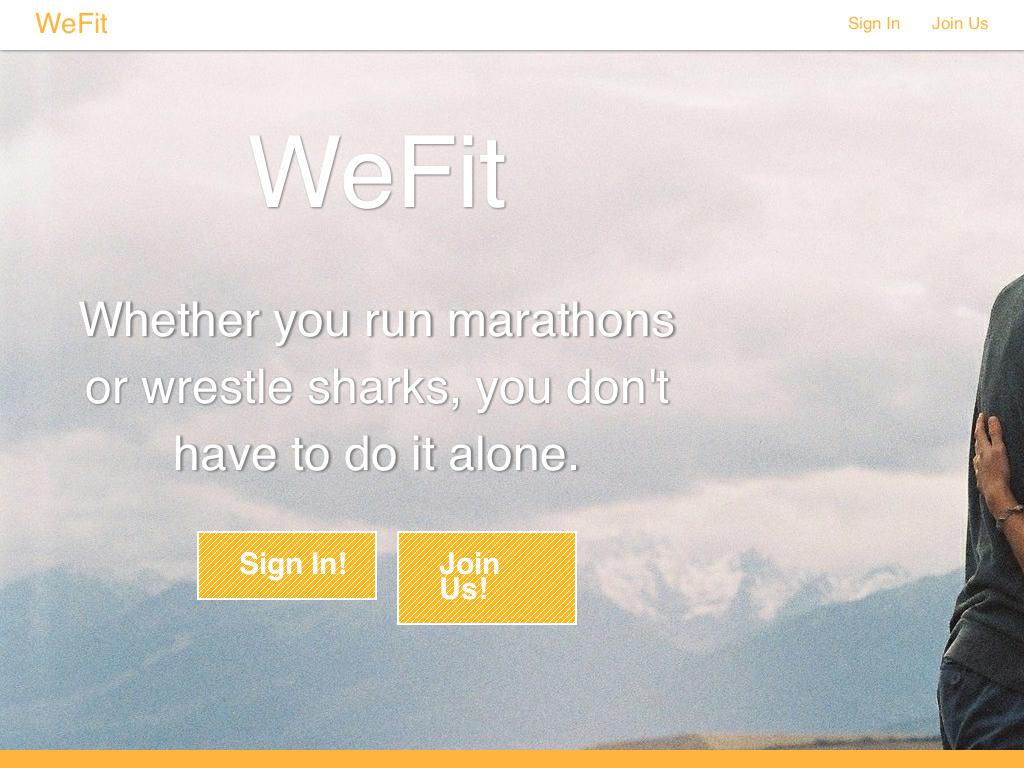 WeFit
Sign In
Join Us
WeFit
Whether you run marathons
or wrestle sharks, you don't
have to do it alone.
Sign In!
Join
Us!